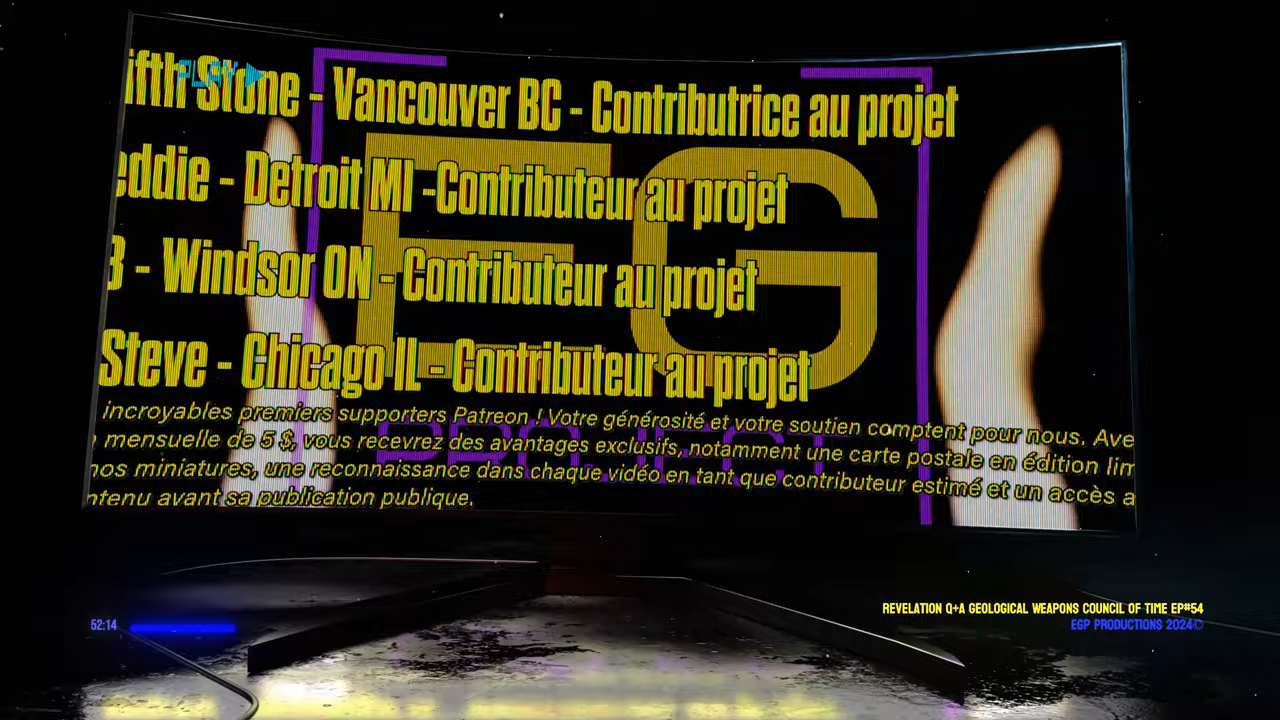 PLAY
ifth Stone - Vancouver BC - Contributrice au projet
eddie - Detroit MI -Contributeur au projet
B - Windsor ON - Contributeur au projet
Steve - Chicago IL - Contributeur au projet
EG
PROJECT
incroyables premiers supporters Patreon ! Votre générosité et votre soutien comptent pour nous. Ave
mensuelle de 5 $, vous recevrez des avantages exclusifs, notamment une carte postale en édition lim
nos miniatures, une reconnaissance dans chaque vidéo en tant que contributeur estimé et un accès a
ntenu avant sa publication publique.
REVELATION Q+A GEOLOGICAL WEAPONS COUNCIL OF TIME EP#54
52:14
EGP PRODUCTIONS 2024©